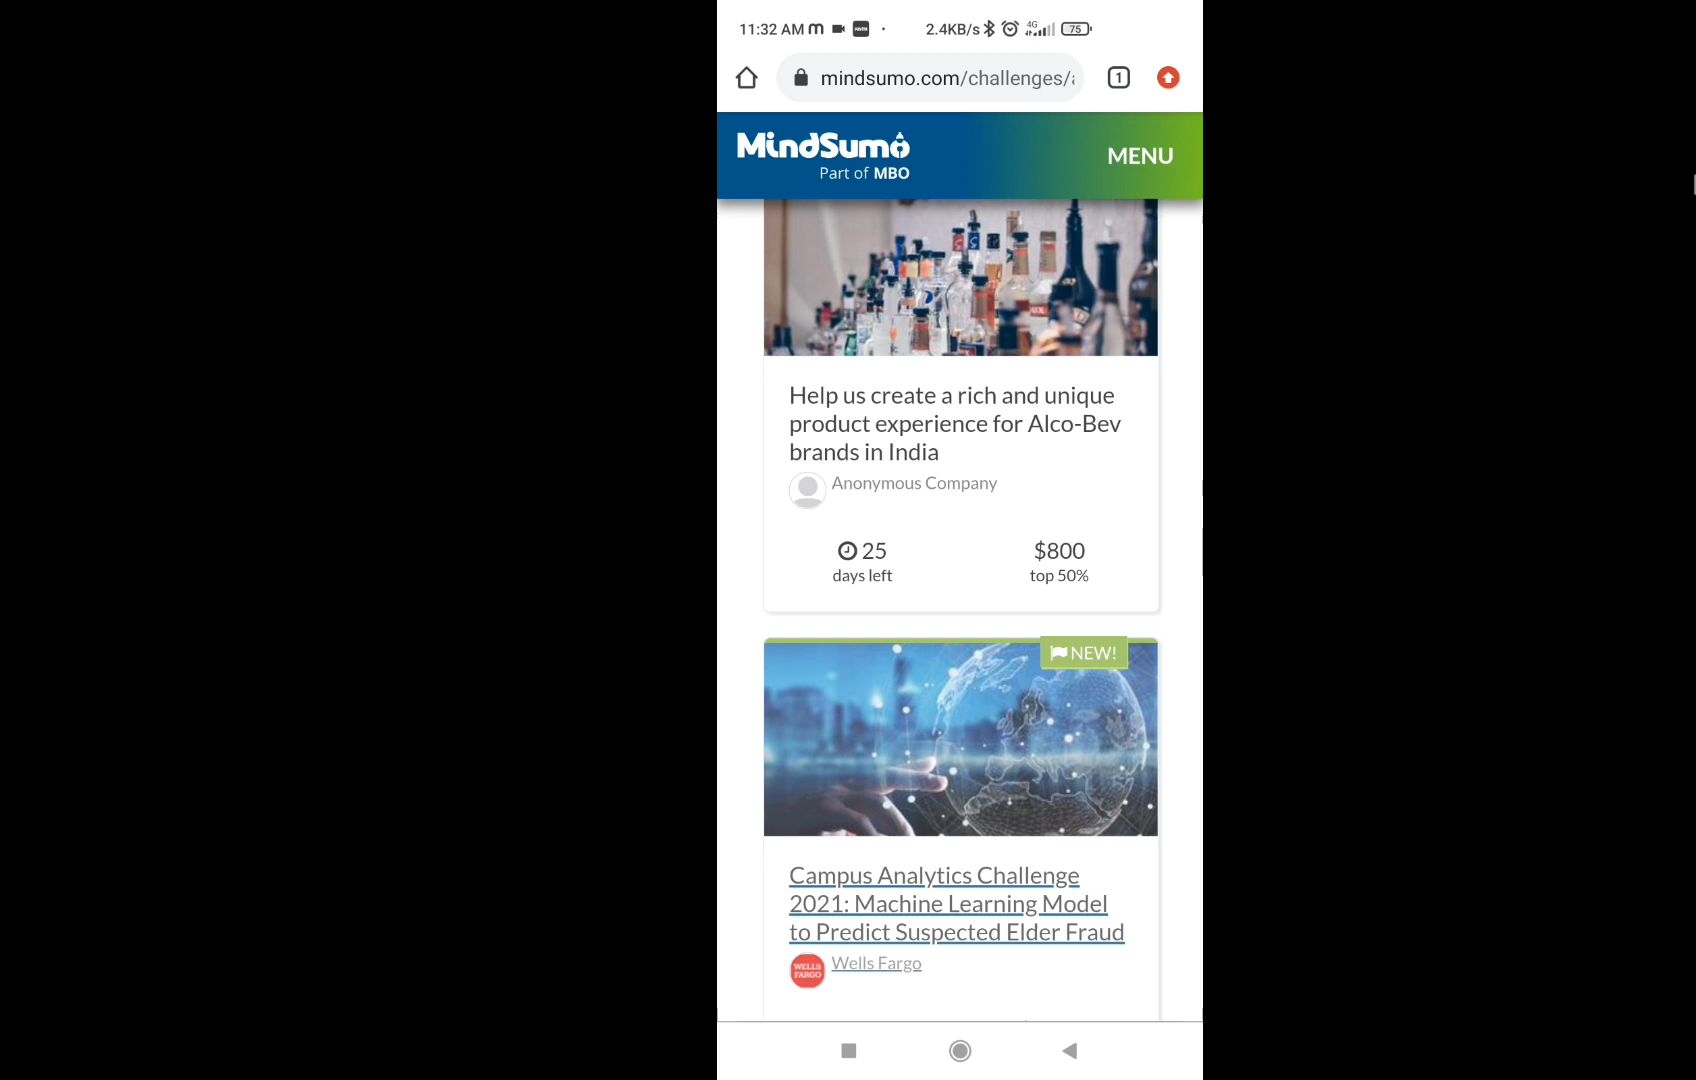 11:32 AM
2.4KB/s 4G 75
mindsumo.com/challenges/
1
MindSumo
Part of MBO
MENU
Help us create a rich and unique
product experience for Alco-Bev
brands in India
Anonymous Company
25
$800
days left
top 50%
NEW!
Campus Analytics Challenge
2021: Machine Learning Model
to Predict Suspected Elder Fraud
WELLS
FARGO
Wells Fargo